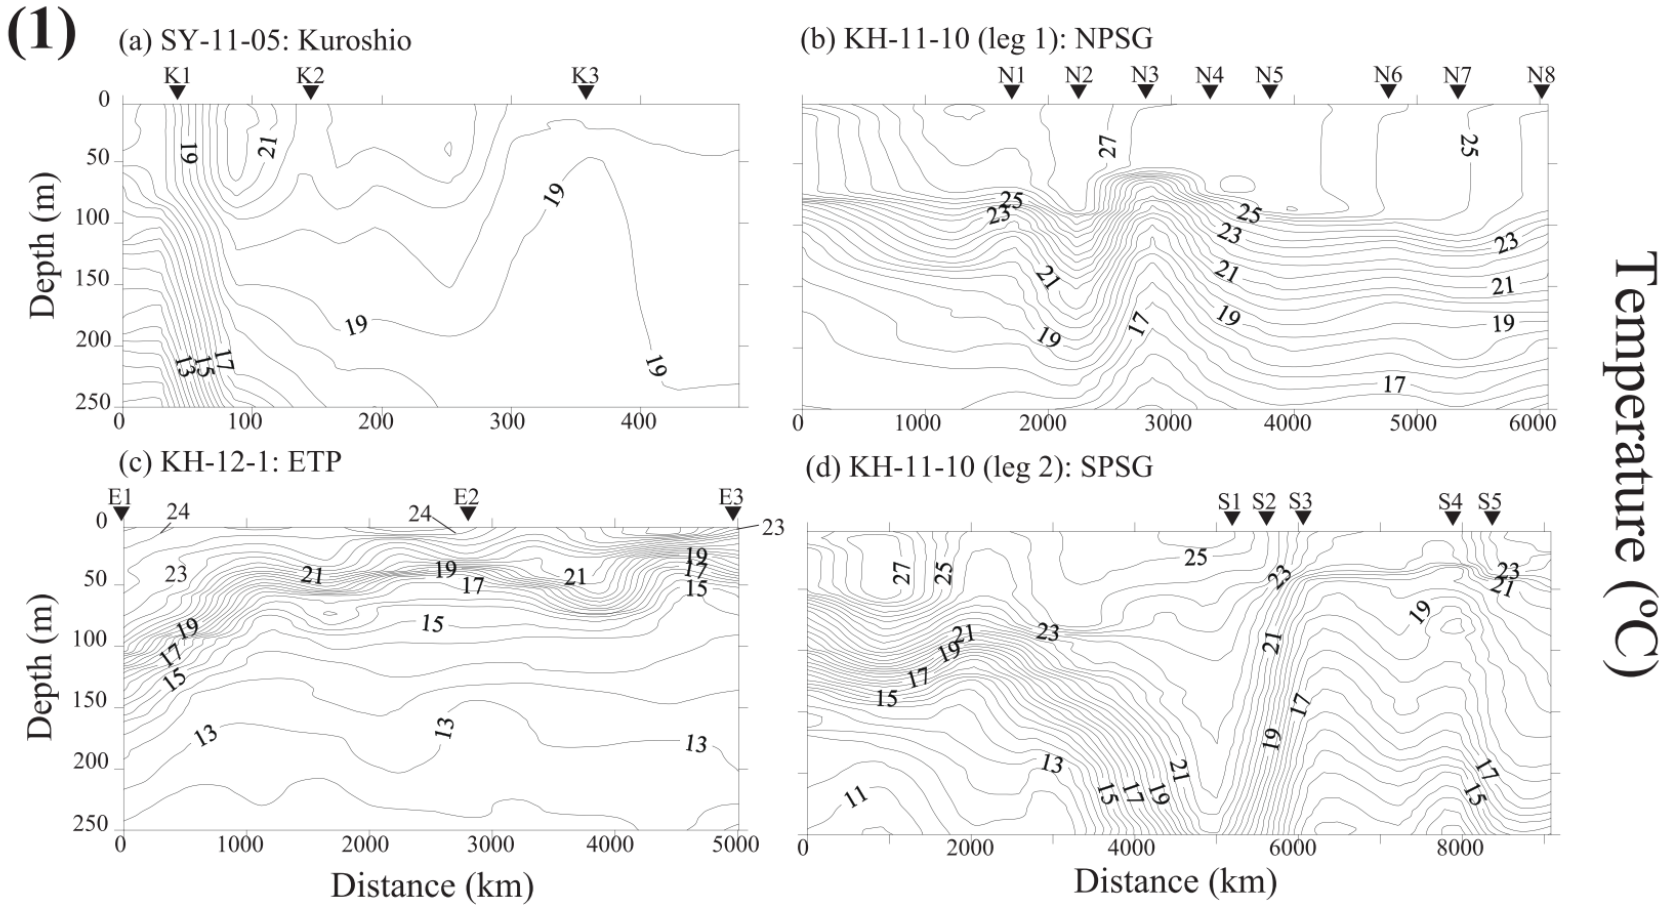 (1)
(a) SY-11-05: Kuroshio
K1 K2 K3
0
50
100
150
200
250
Depth (m)
19 21 19 19 19 13 15 17
0 100 200 300 400
(b) KH-11-10 (leg 1): NPSG
N1 N2 N3 N4 N5 N6 N7 N8
27 25
25 23 25 23 23
21 21 21
19 17 19 19
17
0 1000 2000 3000 4000 5000 6000
(c) KH-12-1: ETP
E1 E2 E3
24 24 23
0
50
100
150
200
250
Depth (m)
23 21 19 17 21 19 17 15
19 17 15 15
13 13 13
0 1000 2000 3000 4000 5000
Distance (km)
(d) KH-11-10 (leg 2): SPSG
S1 S2 S3 S4 S5
27 25 25 23 23 21
21 19 17 15 23 21 19
13 11 15 17 19 21 19 17 17 15
0 2000 4000 6000 8000
Distance (km)
Temperature (ºC)